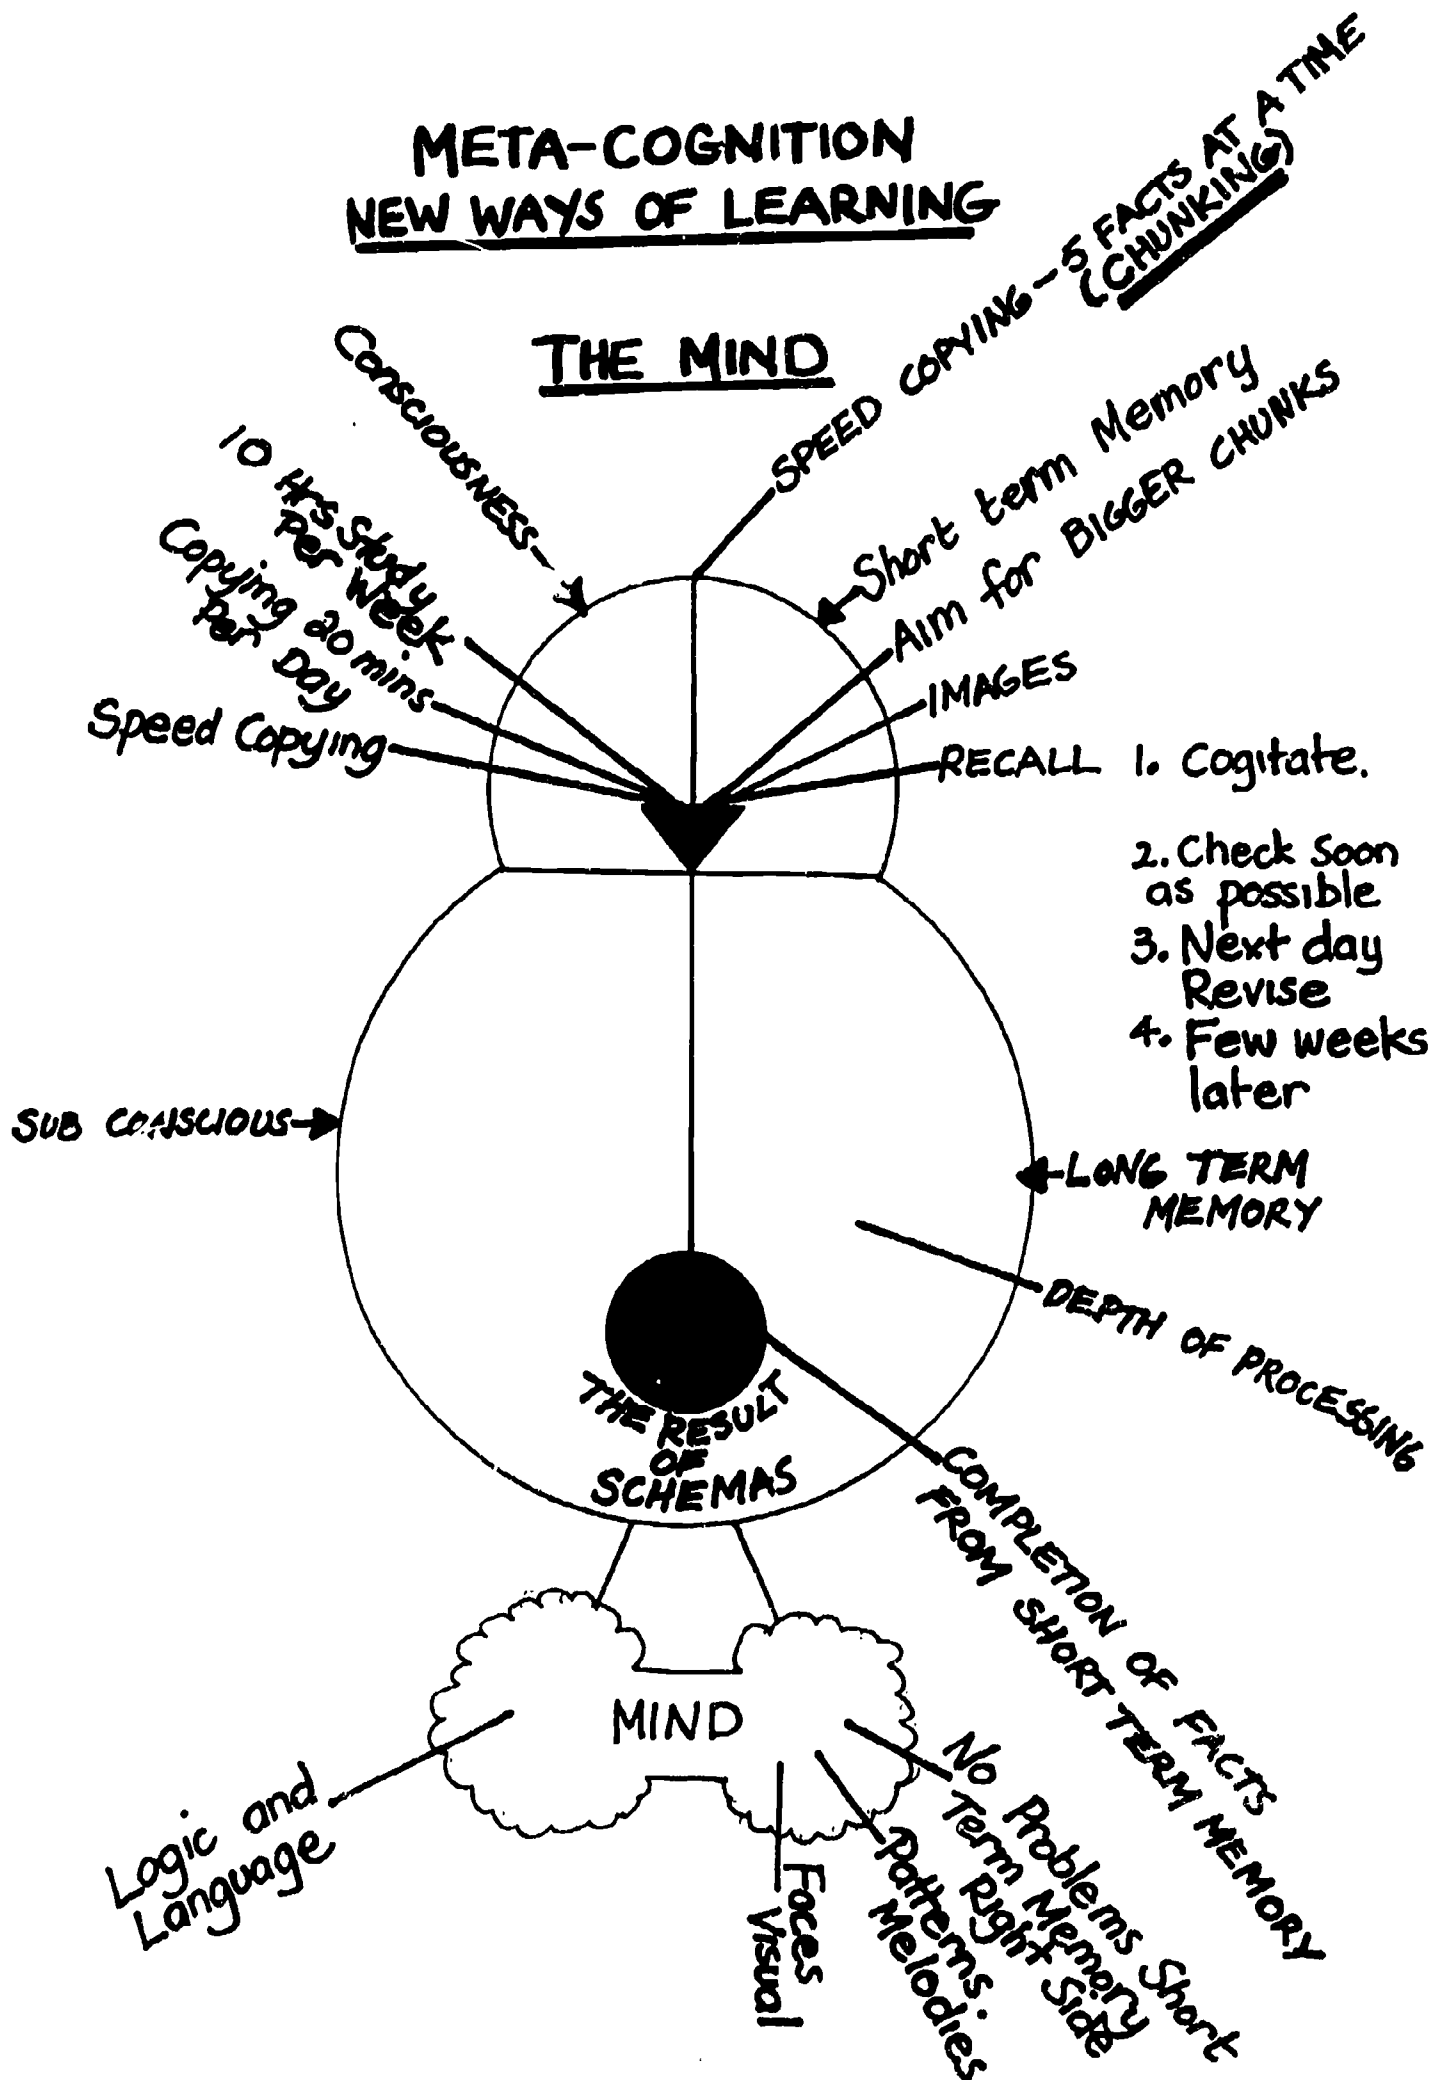 META-COGNITION
NEW WAYS OF LEARNING
THE MIND
SPEED COPYING - 5 FACTS AT A TIME
(CHUNKING)
CONSCIOUSNESS
Short term Memory
10 Hrs Study
Per Week
Aim for BIGGER CHUNKS
Copying 20 mins
Per Day
IMAGES
Speed Copying
RECALL 1. Cogitate.
2. Check Soon
as possible
3. Next day
Revise
4. Few weeks
later
SUB CONSCIOUS
LONG TERM
MEMORY
DEPTH OF PROCESSING
THE RESULT
OF
SCHEMAS
COMPLETION OF FACTS
FROM SHORT TERM MEMORY
MIND
Logic and
Language
No Problems Short
Term Memory
Right Side
Patterns.
Melodies
Faces
Visual